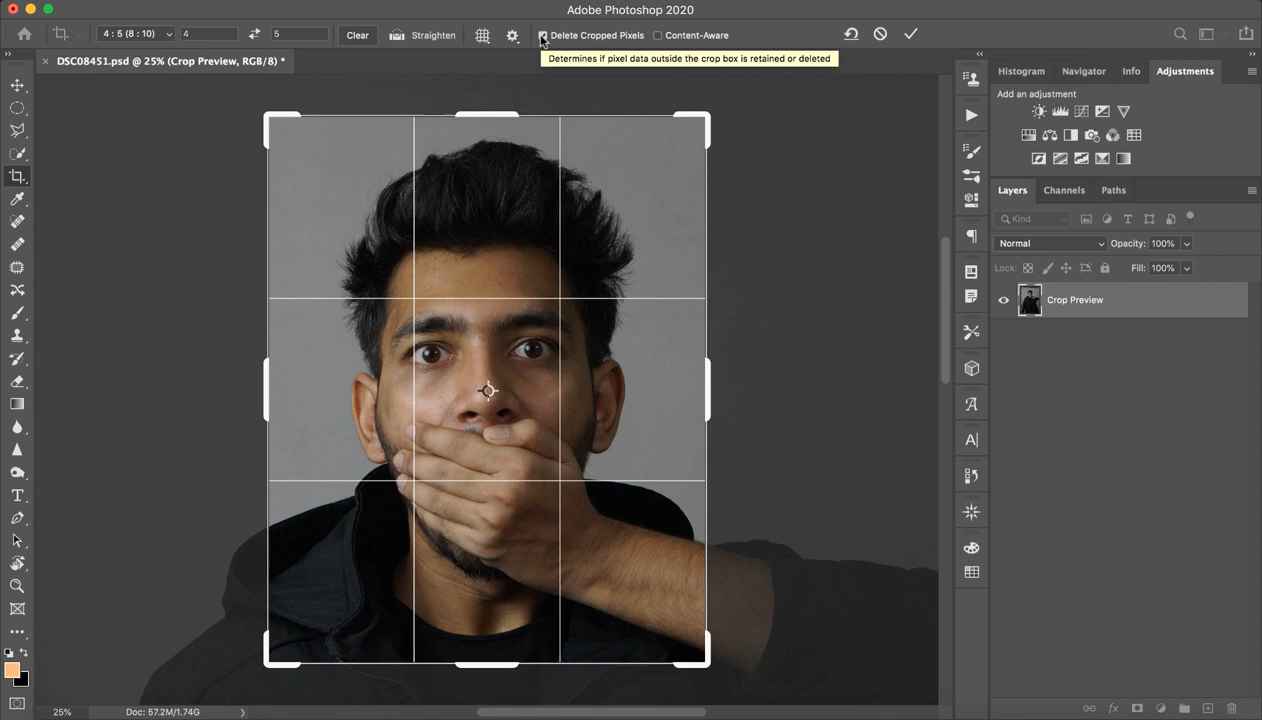 Adobe Photoshop 2020
4 : 5 (8 : 10) 4 5 Clear Straighten Delete Cropped Pixels Content-Aware
Determines if pixel data outside the crop box is retained or deleted
DSC08451.psd @ 25% (Crop Preview, RGB/8) *
Histogram Navigator Info Adjustments
Add an adjustment
Layers Channels Paths
Kind
Normal Opacity: 100%
Lock: Fill: 100%
Crop Preview
25% Doc: 57.2M/1.74G